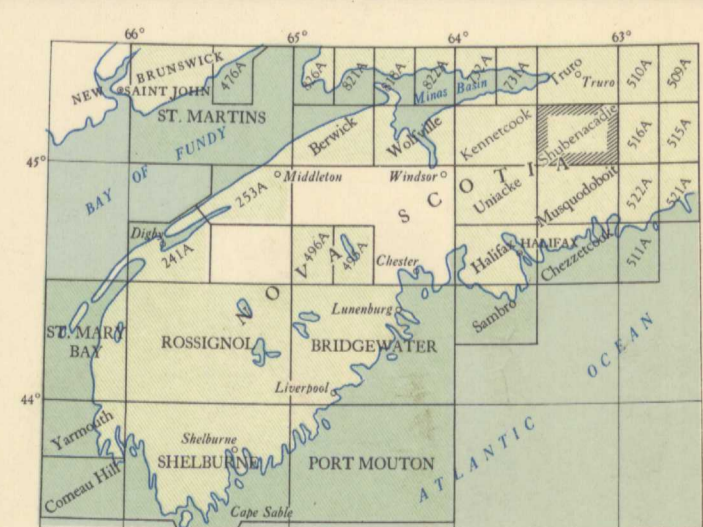 66° 65° 64° 63°
NEW BRUNSWICK
SAINT JOHN
476A
ST. MARTINS
BAY OF FUNDY
821A
731A
Minas Basin
Truro
Truro
510A
509A
Berwick
Wolfville
Kennetcook
Shubenacadie
516A
515A
45°
Middleton
Windsor
253A
Uniacke
Musquodoboit
522A
521A
NOVA SCOTIA
Digby
241A
496A
Chester
Halifax
HALIFAX
Chezzetcook
511A
Lunenburg
Sambro
ST. MARY BAY
ROSSIGNOL
BRIDGEWATER
ATLANTIC OCEAN
Liverpool
44°
Yarmouth
Shelburne
SHELBURNE
PORT MOUTON
Comeau Hill
Cape Sable